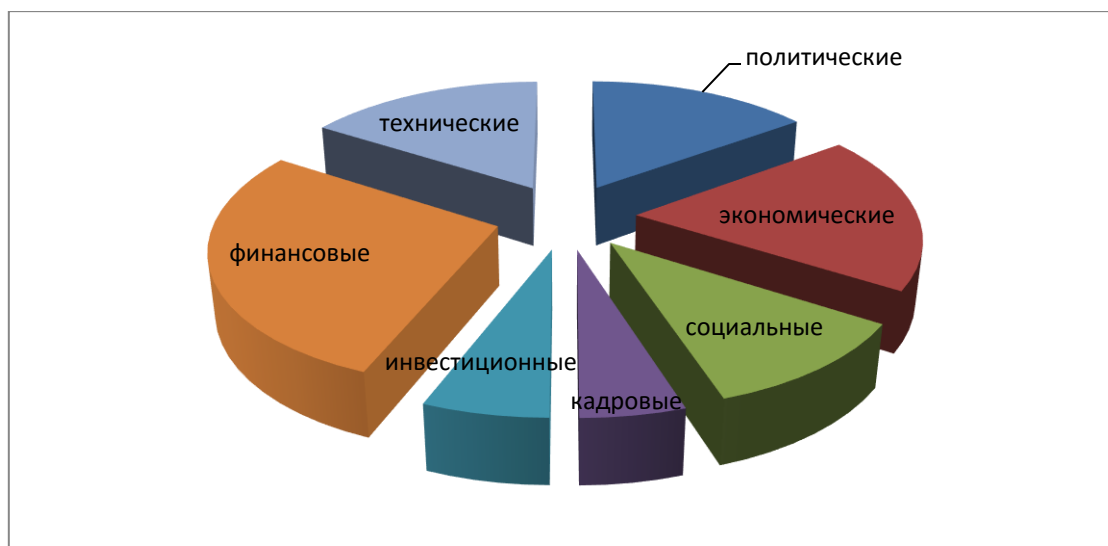 политические
технические
экономические
финансовые
социальные
инвестиционные
кадровые